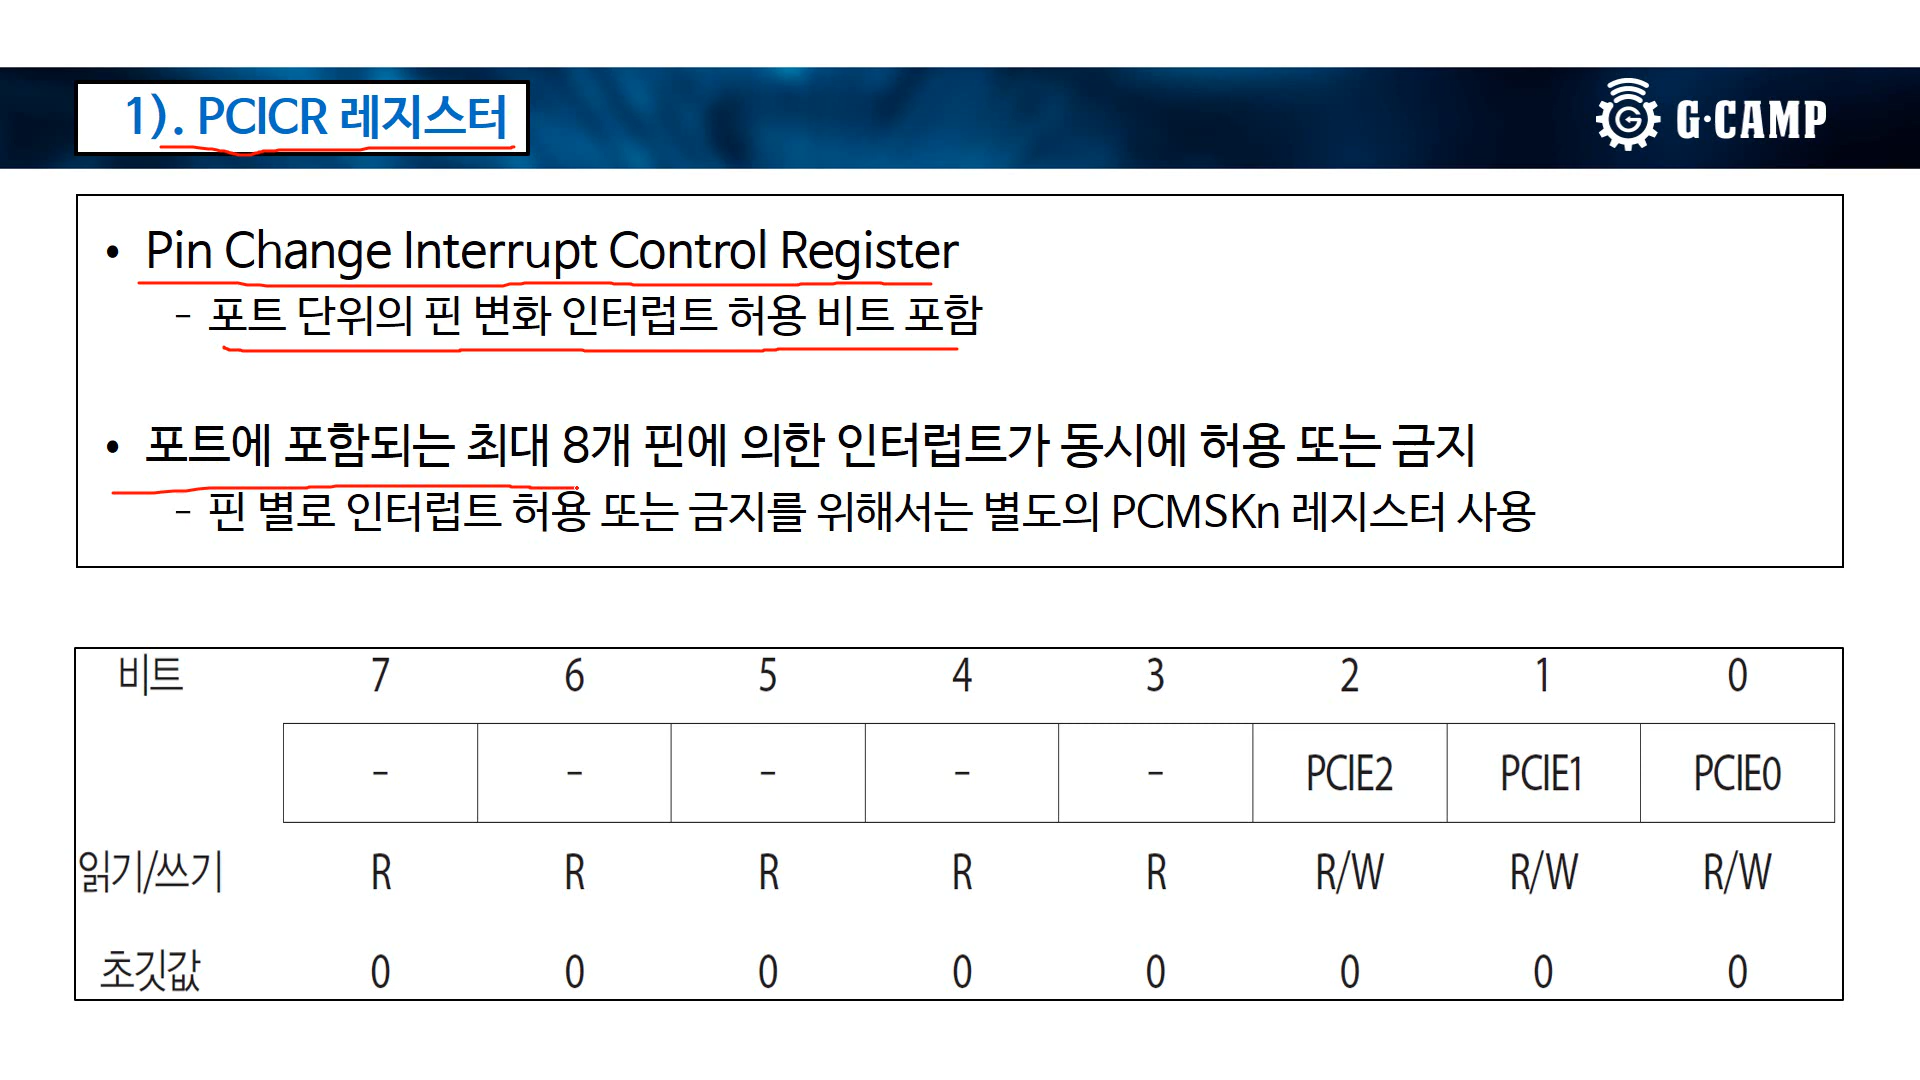 1). PCICR 레지스터
G·CAMP
• Pin Change Interrupt Control Register
- 포트 단위의 핀 변화 인터럽트 허용 비트 포함
• 포트에 포함되는 최대 8개 핀에 의한 인터럽트가 동시에 허용 또는 금지
- 핀 별로 인터럽트 허용 또는 금지를 위해서는 별도의 PCMSKn 레지스터 사용
비트 7 6 5 4 3 2 1 0
- - - - - PCIE2 PCIE1 PCIE0
읽기/쓰기 R R R R R R/W R/W R/W
초깃값 0 0 0 0 0 0 0 0